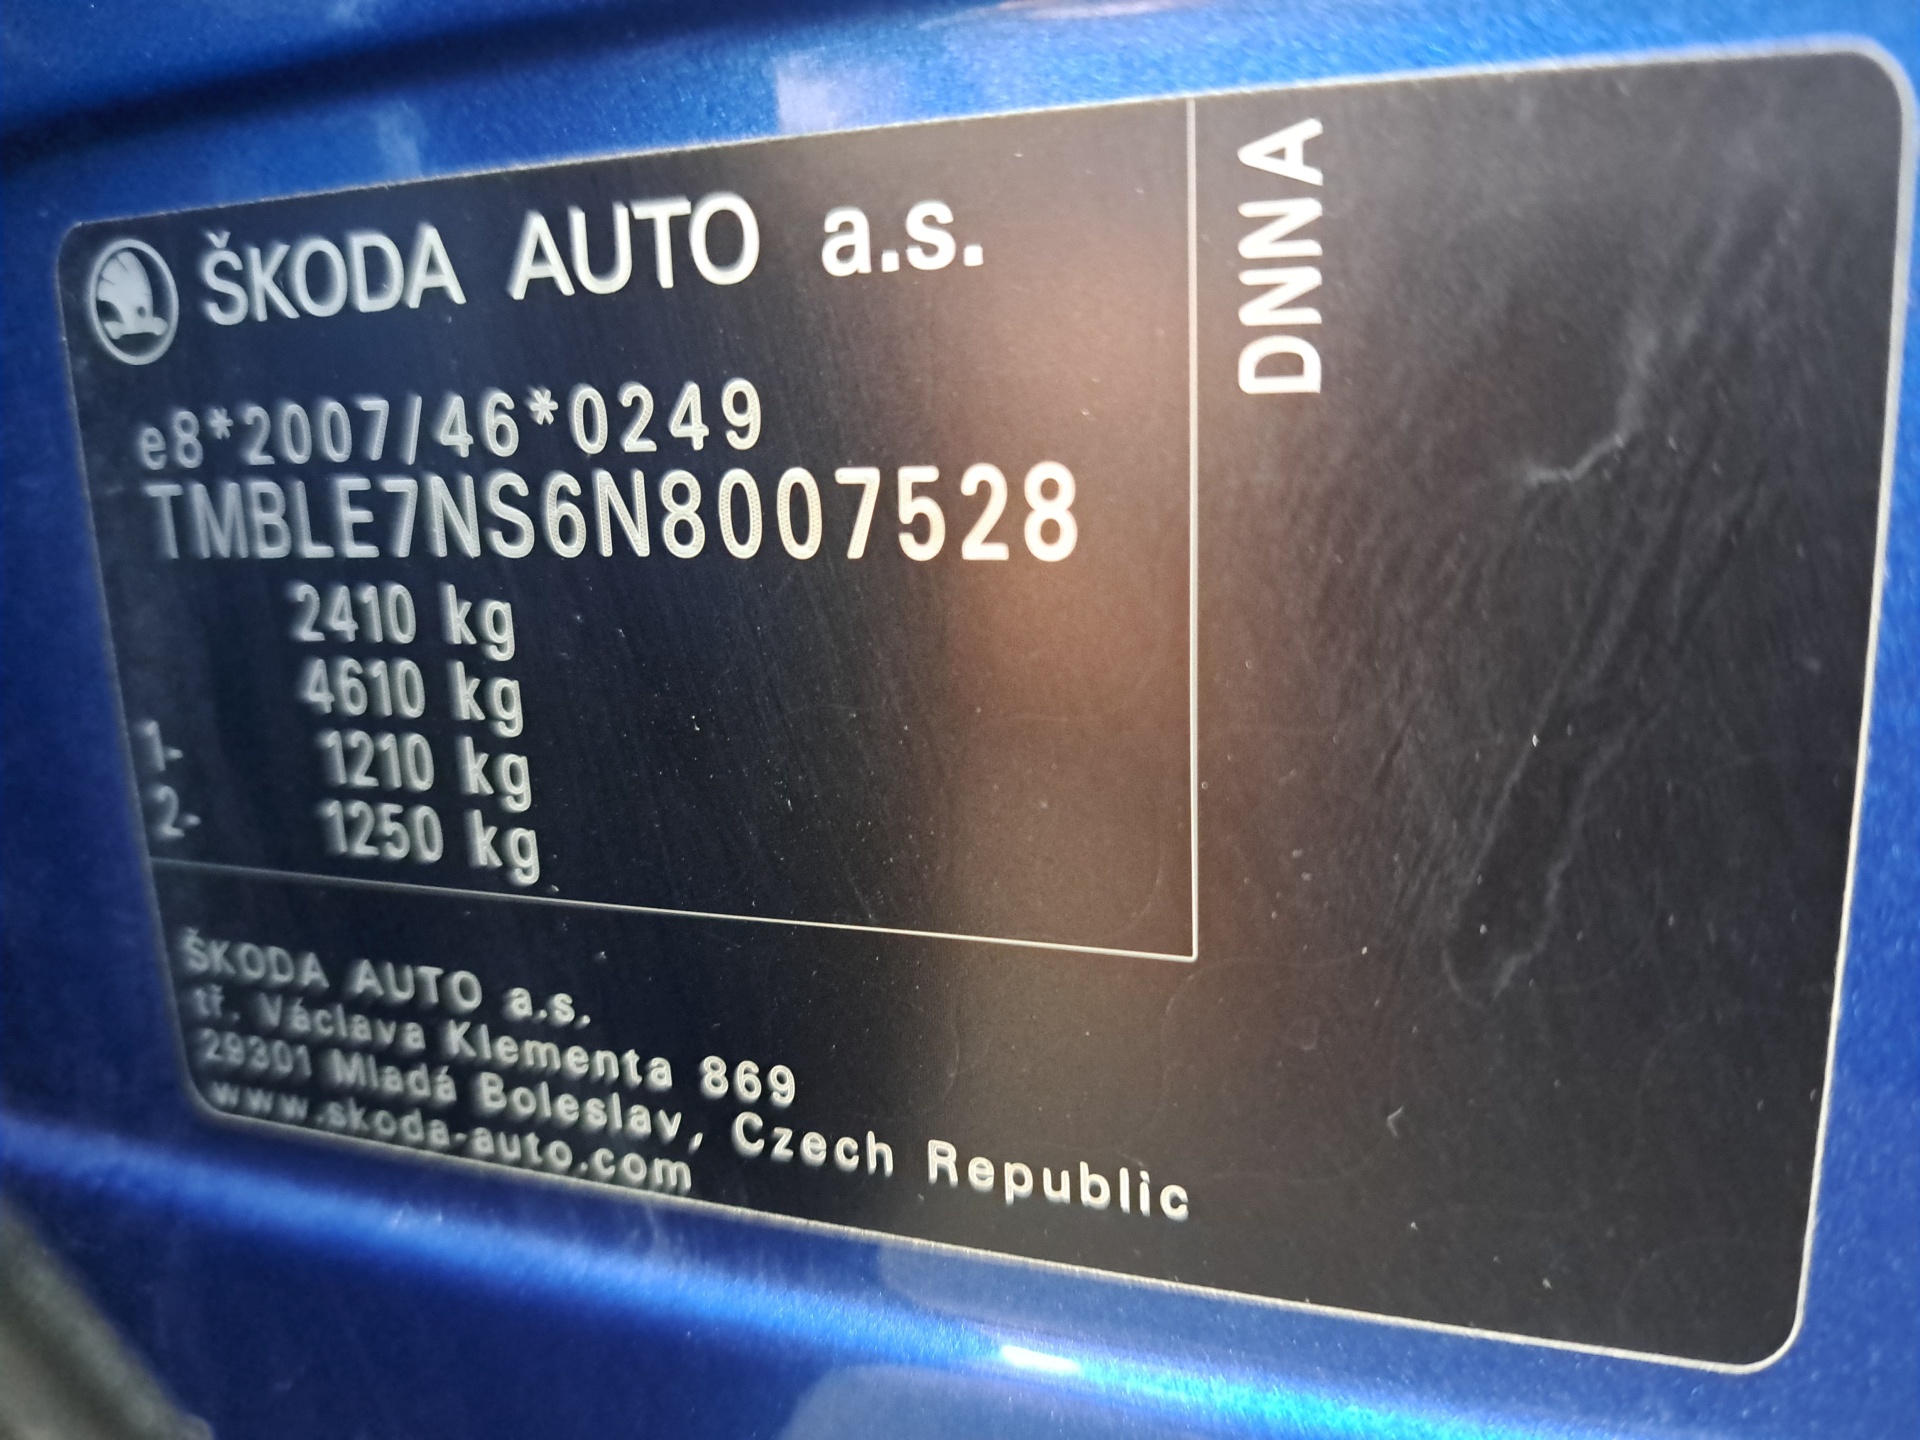 ŠKODA AUTO a.s.
e8*2007/46*0249
TMBLE7NS6N8007528
2410 kg
4610 kg
1- 1210 kg
2- 1250 kg
DNNA
ŠKODA AUTO a.s.
tř. Václava Klementa 869
29301 Mladá Boleslav, Czech Republic
www.skoda-auto.com